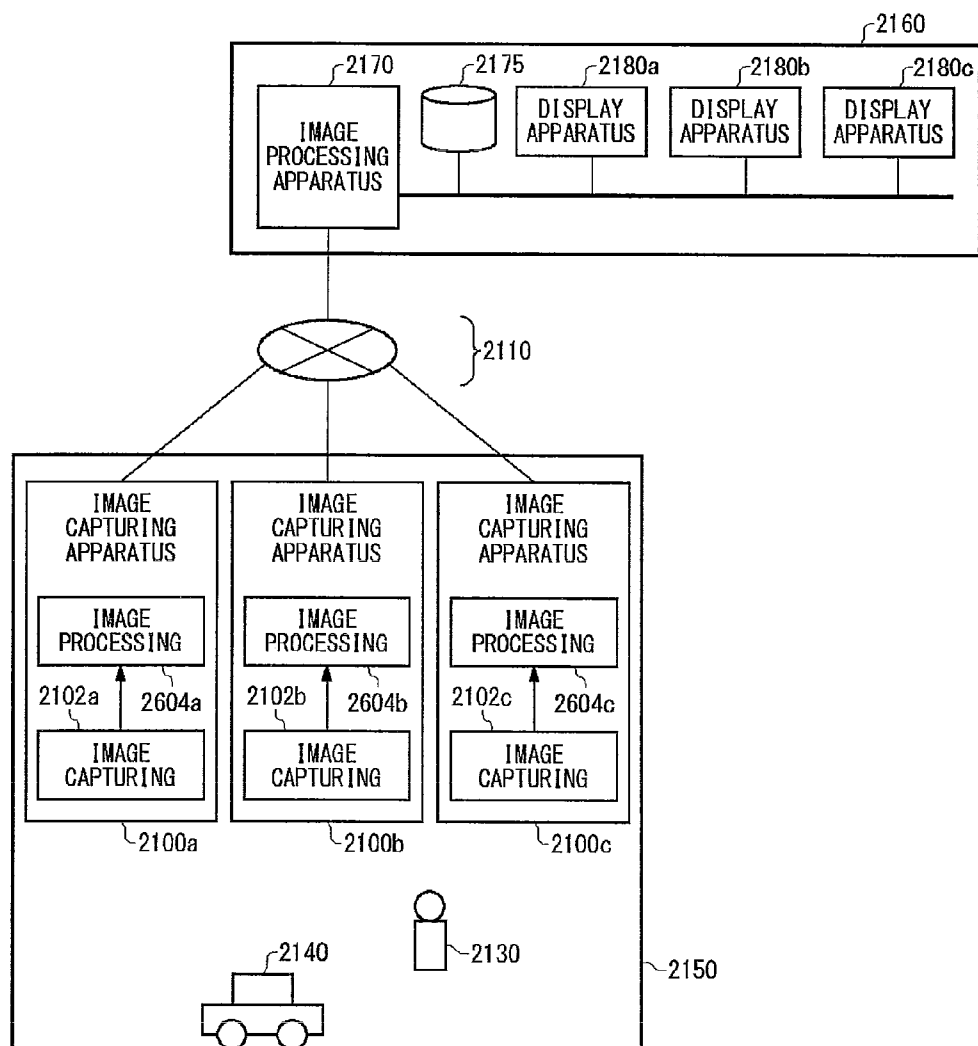 2160
2170
2175
2180a
2180b
2180c
IMAGE
PROCESSING
APPARATUS
DISPLAY
APPARATUS
DISPLAY
APPARATUS
DISPLAY
APPARATUS
2110
IMAGE
CAPTURING
APPARATUS
IMAGE
CAPTURING
APPARATUS
IMAGE
CAPTURING
APPARATUS
IMAGE
PROCESSING
IMAGE
PROCESSING
IMAGE
PROCESSING
2102a
2604a
2102b
2604b
2102c
2604c
IMAGE
CAPTURING
IMAGE
CAPTURING
IMAGE
CAPTURING
2100a
2100b
2100c
2140
2130
2150